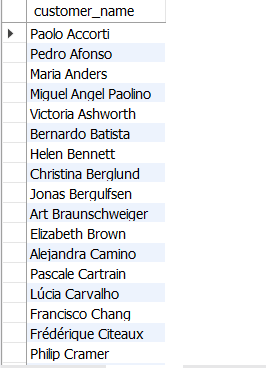 customer_name
Paolo Accorti
Pedro Afonso
Maria Anders
Miguel Angel Paolino
Victoria Ashworth
Bernardo Batista
Helen Bennett
Christina Berglund
Jonas Bergulfsen
Art Braunschweiger
Elizabeth Brown
Alejandra Camino
Pascale Cartrain
Lúcia Carvalho
Francisco Chang
Frédérique Citeaux
Philip Cramer